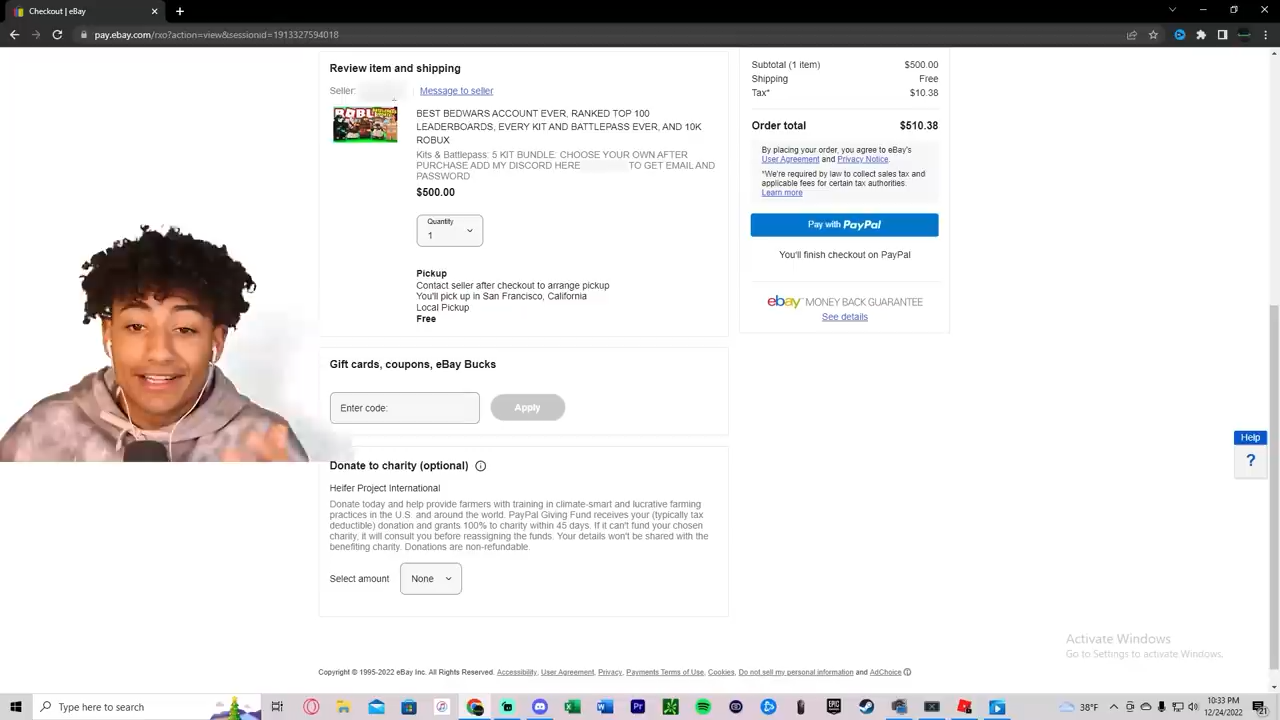 Checkout | eBay
pay.ebay.com/rxo?action=view&sessionid=1913327594018
Review item and shipping
Seller:
Message to seller
BEST BEDWARS ACCOUNT EVER, RANKED TOP 100
LEADERBOARDS, EVERY KIT AND BATTLEPASS EVER, AND 10K
ROBUX
Kits & Battlepass: 5 KIT BUNDLE: CHOOSE YOUR OWN AFTER
PURCHASE ADD MY DISCORD HERE TO GET EMAIL AND
PASSWORD
$500.00
Quantity
1
Pickup
Contact seller after checkout to arrange pickup
You'll pick up in San Francisco, California
Local Pickup
Free
Gift cards, coupons, eBay Bucks
Enter code:
Apply
Donate to charity (optional)
Heifer Project International
Donate today and help provide farmers with training in climate-smart and lucrative farming
practices in the U.S. and around the world. PayPal Giving Fund receives your (typically tax
deductible) donation and grants 100% to charity within 45 days. If it can't fund your chosen
charity, it will consult you before reassigning the funds. Your details won't be shared with the
benefiting charity. Donations are non-refundable.
Select amount
None
Subtotal (1 item) $500.00
Shipping Free
Tax* $10.38
Order total $510.38
By placing your order, you agree to eBay's
User Agreement and Privacy Notice.
*We're required by law to collect sales tax and
applicable fees for certain tax authorities.
Learn more
Pay with PayPal
You'll finish checkout on PayPal
ebay MONEY BACK GUARANTEE
See details
Help
?
Activate Windows
Go to Settings to activate Windows.
Copyright © 1995-2022 eBay Inc. All Rights Reserved. Accessibility, User Agreement, Privacy, Payments Terms of Use, Cookies, Do not sell my personal information and AdChoice
Type here to search
38°F
10:33 PM
12/24/2022